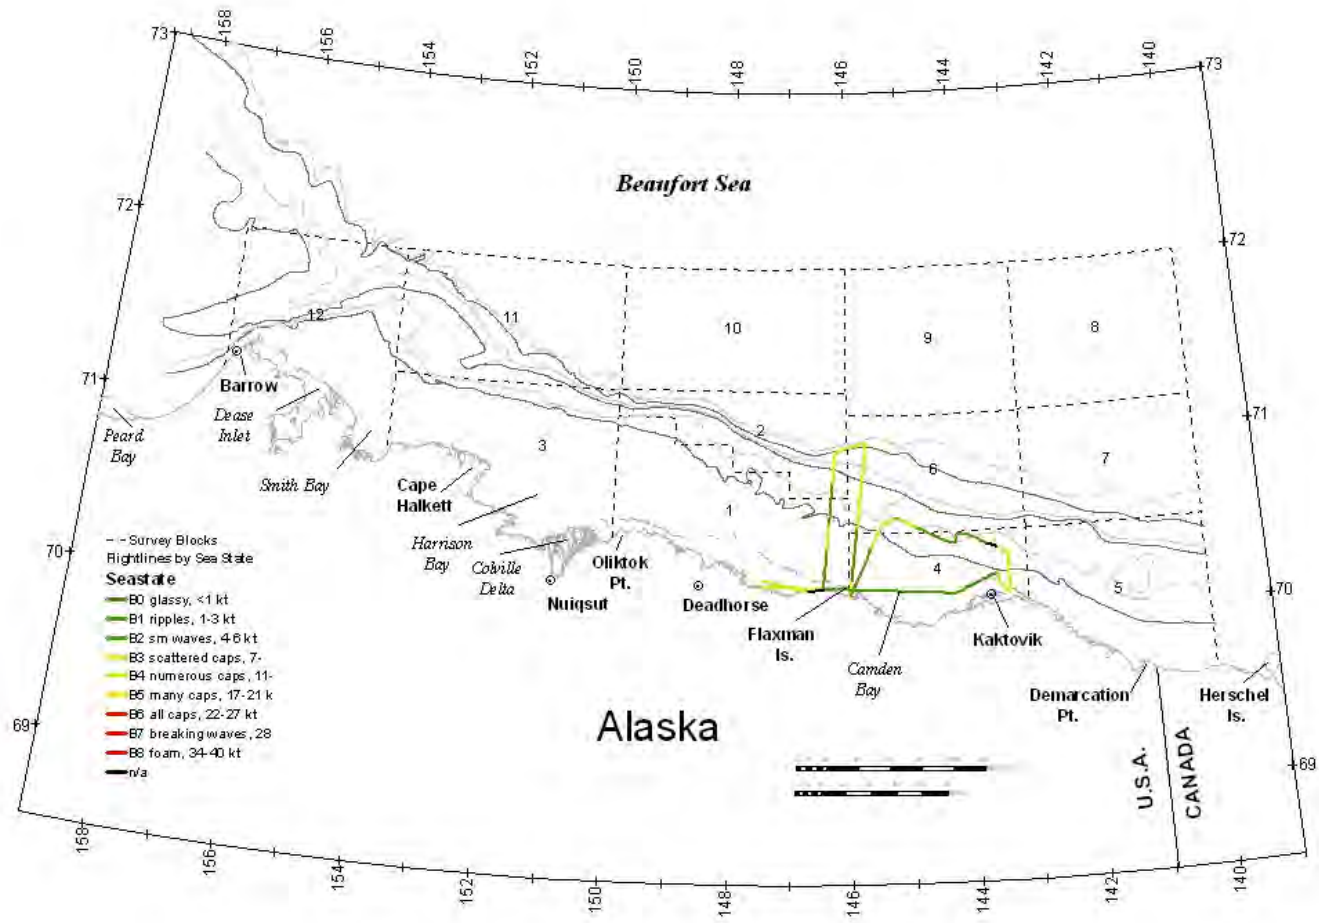 158
156
154
152
150
148
146
144
142
140
73
73
Beaufort Sea
72
72
11
10
9
8
12
71
71
Barrow
Dease
Inlet
Peard
Bay
Smith Bay
3
2
6
7
Cape
Halkett
1
Harrison
Bay
Colville
Delta
Oliktok
Pt.
Nuiqsut
Deadhorse
Flaxman
Is.
4
5
Camden
Bay
Kaktovik
70
70
Demarcation
Pt.
Herschel
Is.
-- Survey Blocks
Flightlines by Sea State
Seastate
B0 glassy, <1 kt
B1 ripples, 1-3 kt
B2 sm waves, 4-6 kt
B3 scattered caps, 7-
B4 numerous caps, 11-
B5 many caps, 17-21 k
B6 all caps, 22-27 kt
B7 breaking waves, 28
B8 foam, 34-40 kt
n/a
Alaska
U.S.A.
CANADA
69
69
158
156
154
152
150
148
146
144
142
140